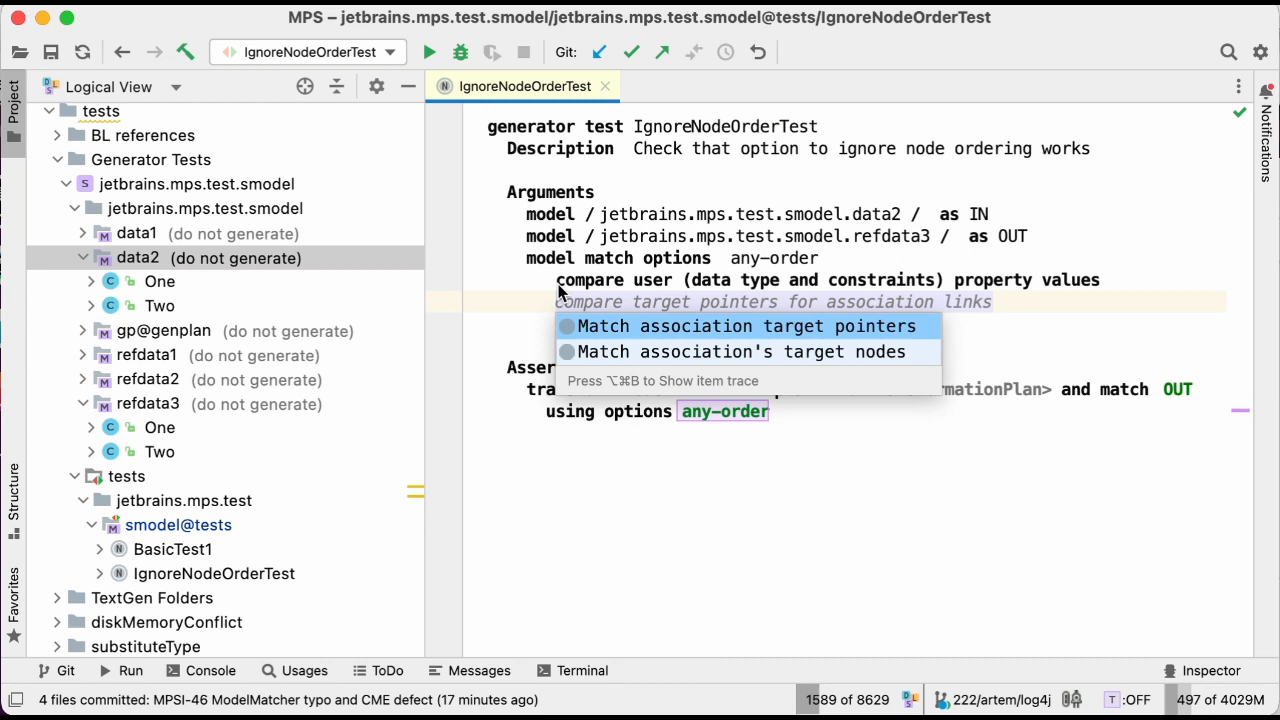 MPS – jetbrains.mps.test.smodel/jetbrains.mps.test.smodel@tests/IgnoreNodeOrderTest
IgnoreNodeOrderTest
Git:
Project
Structure
Favorites
Logical View
tests
BL references
Generator Tests
S jetbrains.mps.test.smodel
jetbrains.mps.test.smodel
M data1 (do not generate)
M data2 (do not generate)
C One
C Two
M gp@genplan (do not generate)
M refdata1 (do not generate)
M refdata2 (do not generate)
M refdata3 (do not generate)
C One
C Two
tests
jetbrains.mps.test
M smodel@tests
N BasicTest1
N IgnoreNodeOrderTest
TextGen Folders
diskMemoryConflict
substituteType
N IgnoreNodeOrderTest
generator test IgnoreNodeOrderTest
Description Check that option to ignore node ordering works
Arguments
model / jetbrains.mps.test.smodel.data2 / as IN
model / jetbrains.mps.test.smodel.refdata3 / as OUT
model match options any-order
compare user (data type and constraints) property values
compare target pointers for association links
Match association target pointers
Match association's target nodes
Press ⌥⌘B to Show item trace
Asser
tra
rmationPlan> and match OUT
using options any-order
Notifications
Git
Run
Console
Usages
ToDo
Messages
Terminal
Inspector
4 files committed: MPSI-46 ModelMatcher typo and CME defect (17 minutes ago)
1589 of 8629
222/artem/log4j
T :OFF
497 of 4029M